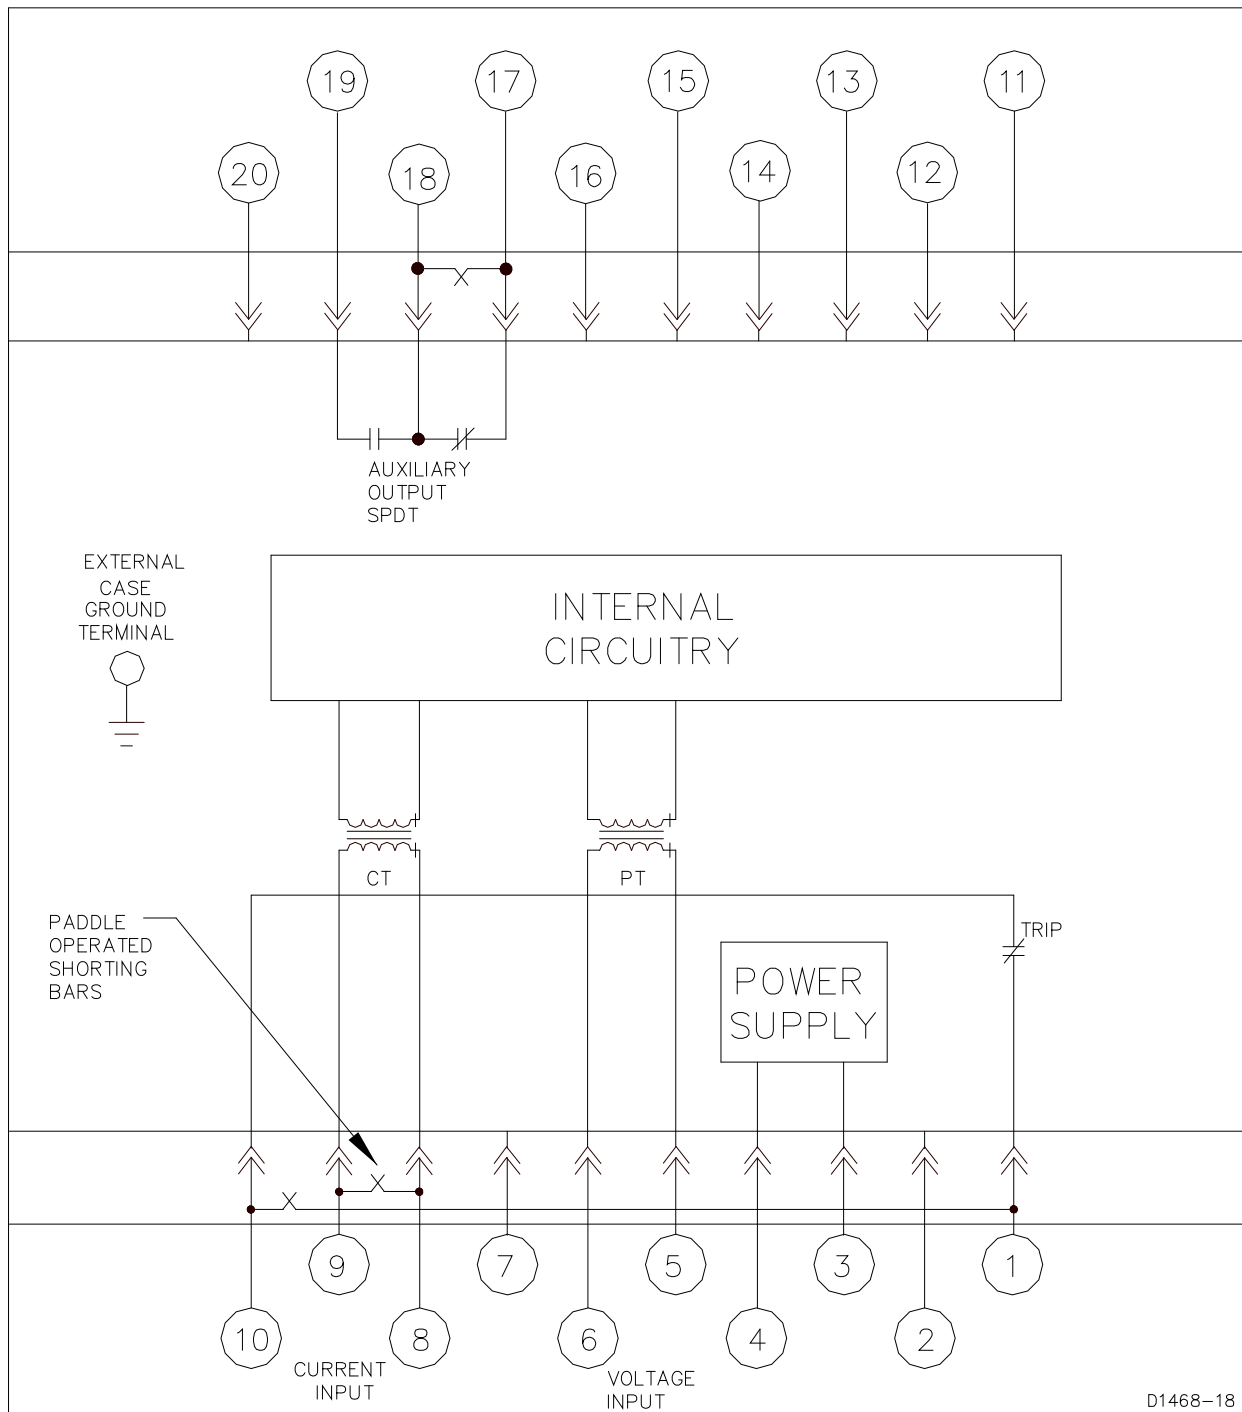 19
17
15
13
11
20
18
16
14
12
AUXILIARY
OUTPUT
SPDT
EXTERNAL
CASE
GROUND
TERMINAL
INTERNAL
CIRCUITRY
CT
PT
PADDLE
OPERATED
SHORTING
BARS
TRIP
POWER
SUPPLY
9
7
5
3
1
10
8
6
4
2
CURRENT
INPUT
VOLTAGE
INPUT
D1468-18